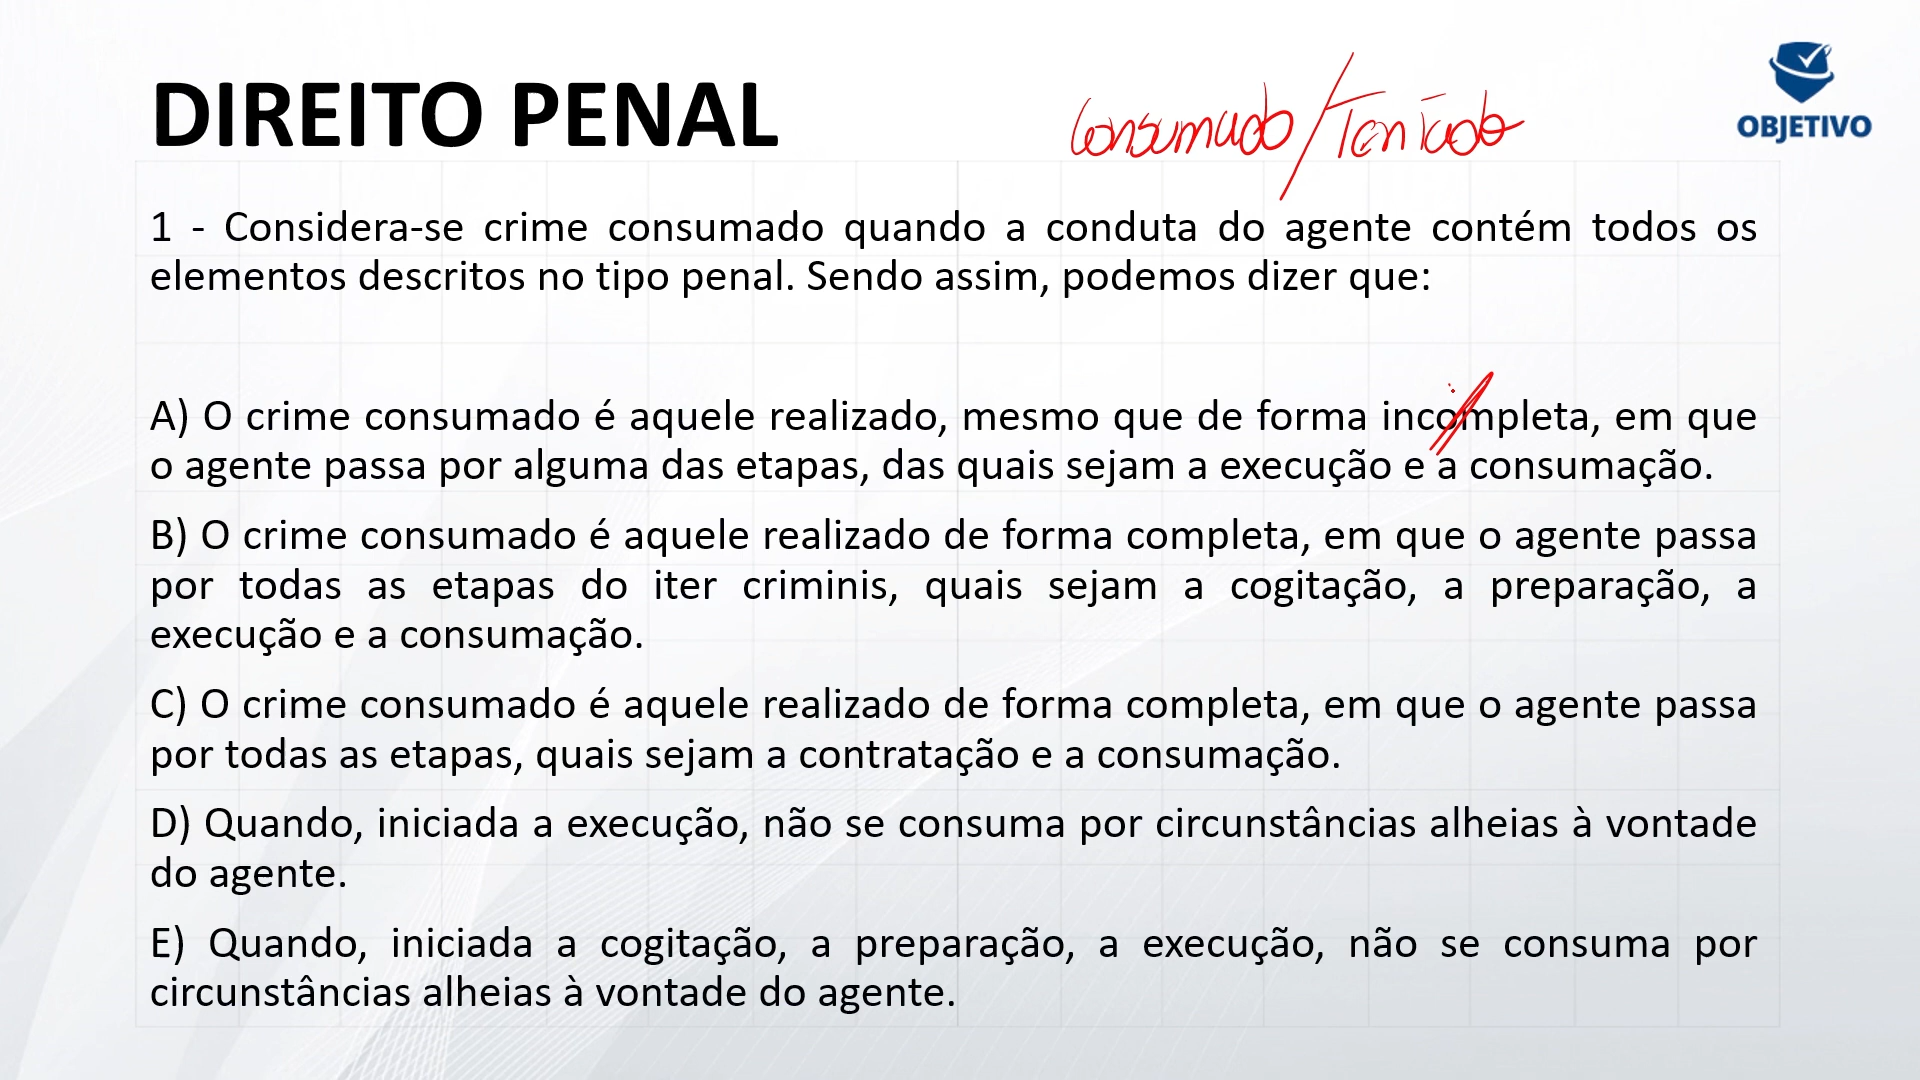 DIREITO PENAL
Consumado/Tentado
OBJETIVO
1 - Considera-se crime consumado quando a conduta do agente contém todos os
elementos descritos no tipo penal. Sendo assim, podemos dizer que:
A) O crime consumado é aquele realizado, mesmo que de forma incompleta, em que
o agente passa por alguma das etapas, das quais sejam a execução e a consumação.
B) O crime consumado é aquele realizado de forma completa, em que o agente passa
por todas as etapas do iter criminis, quais sejam a cogitação, a preparação, a
execução e a consumação.
C) O crime consumado é aquele realizado de forma completa, em que o agente passa
por todas as etapas, quais sejam a contratação e a consumação.
D) Quando, iniciada a execução, não se consuma por circunstâncias alheias à vontade
do agente.
E) Quando, iniciada a cogitação, a preparação, a execução, não se consuma por
circunstâncias alheias à vontade do agente.